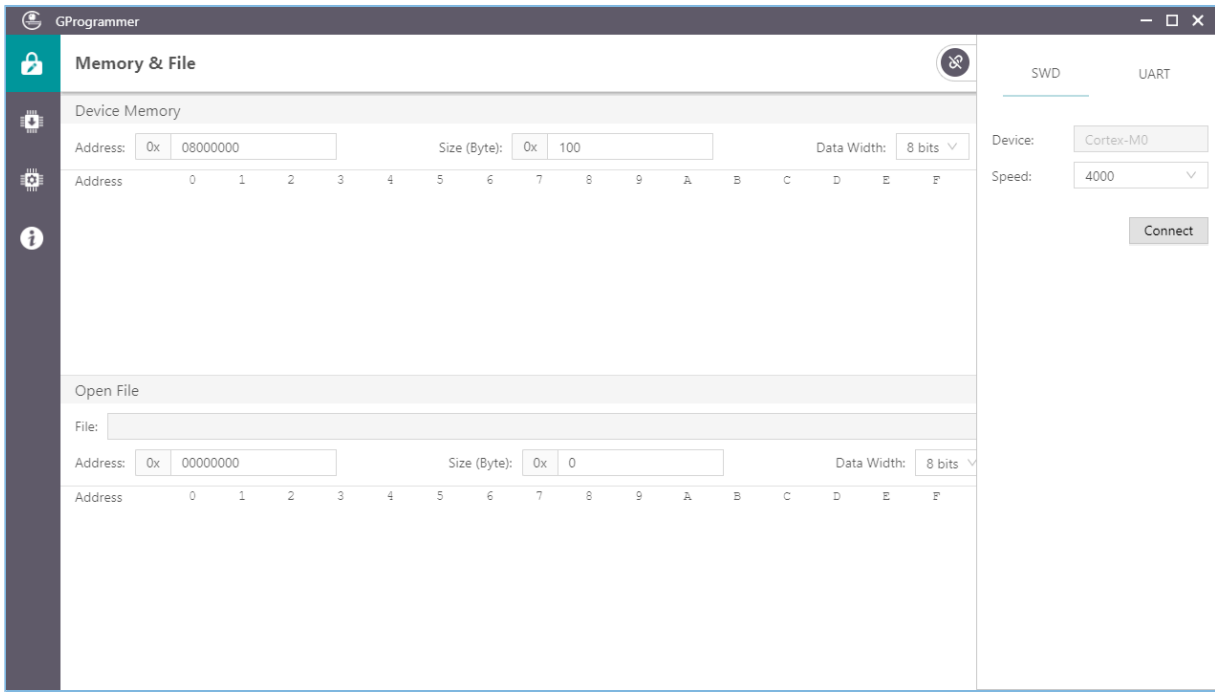 GProgrammer
Memory & File
SWD UART
Device Memory
Address: 0x 08000000 Size (Byte): 0x 100 Data Width: 8 bits
Address 0 1 2 3 4 5 6 7 8 9 A B C D E F
Device: Cortex-M0
Speed: 4000
Connect
Open File
File:
Address: 0x 00000000 Size (Byte): 0x 0 Data Width: 8 bits
Address 0 1 2 3 4 5 6 7 8 9 A B C D E F